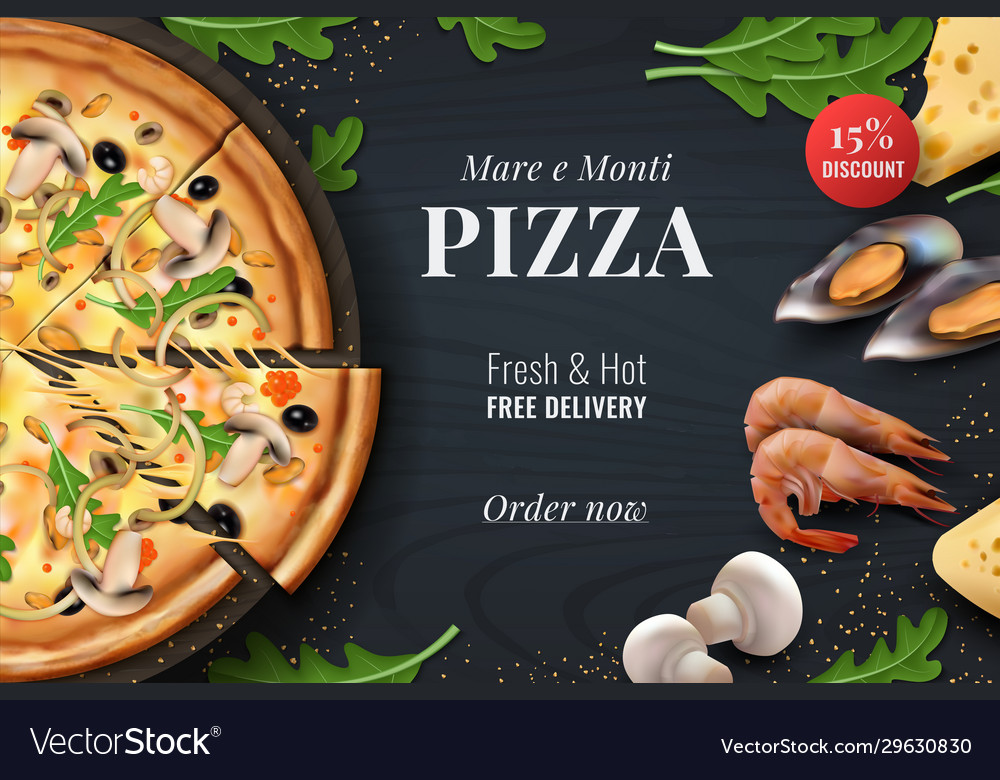 15%
DISCOUNT
Mare e Monti
PIZZA
Fresh & Hot
FREE DELIVERY
Order now
VectorStock®
VectorStock.com/29630830